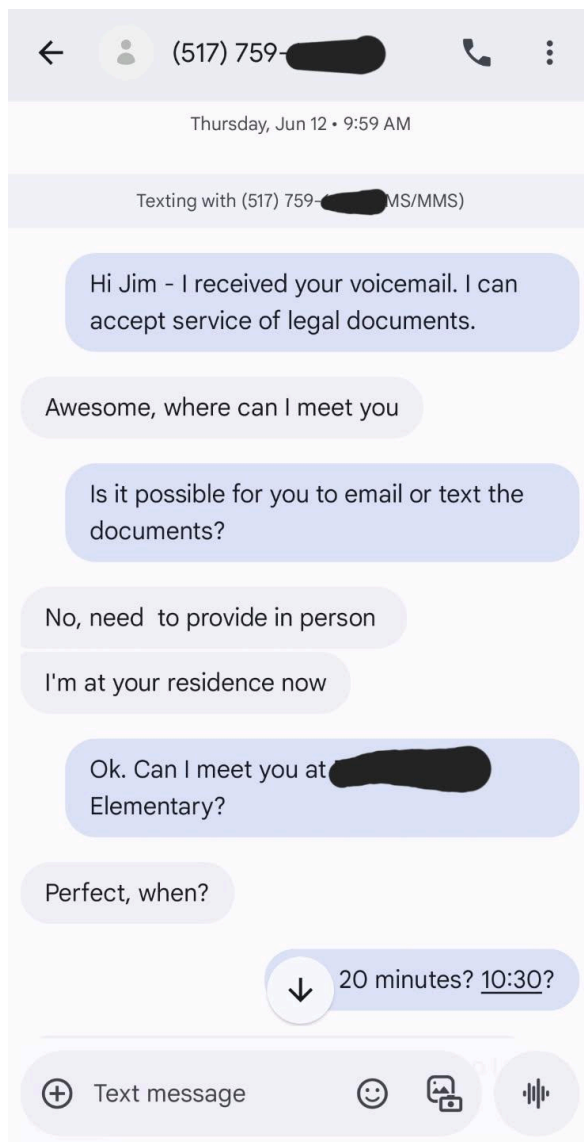 (517) 759-
Thursday, Jun 12 • 9:59 AM
Texting with (517) 759- MS/MMS)
Hi Jim - I received your voicemail. I can
accept service of legal documents.
Awesome, where can I meet you
Is it possible for you to email or text the
documents?
No, need  to provide in person
I'm at your residence now
Ok. Can I meet you at
Elementary?
Perfect, when?
20 minutes? 10:30?
Text message